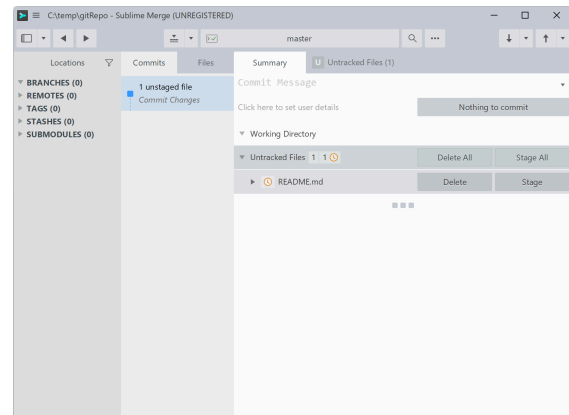 C:\temp\gitRepo - Sublime Merge (UNREGISTERED)
master
Locations
Commits
Files
Summary
U Untracked Files (1)
BRANCHES (0)
REMOTES (0)
TAGS (0)
STASHES (0)
SUBMODULES (0)
1 unstaged file
Commit Changes
Commit Message
Click here to set user details
Nothing to commit
Working Directory
Untracked Files 1 1
Delete All
Stage All
README.md
Delete
Stage